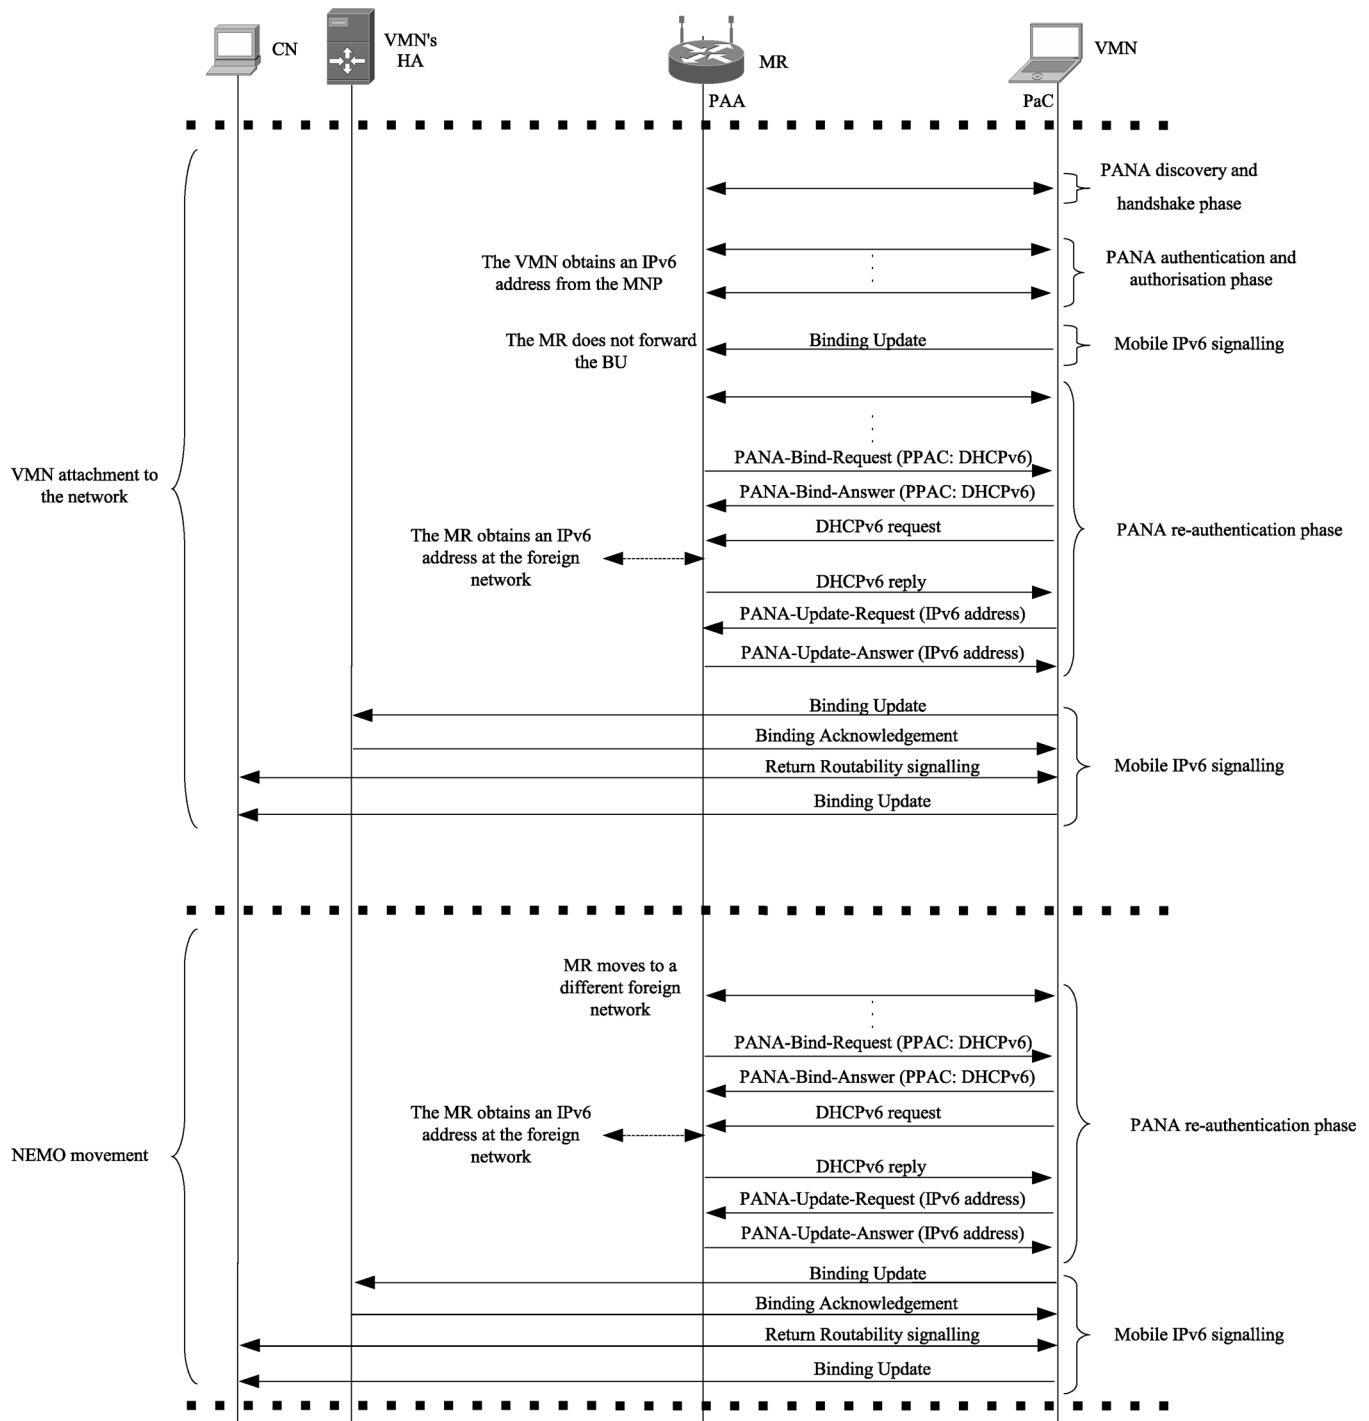 CN
VMN's
HA
MR
VMN
PAA
PaC
PANA discovery and
handshake phase
The VMN obtains an IPv6
address from the MNP
PANA authentication and
authorisation phase
The MR does not forward
the BU
Binding Update
Mobile IPv6 signalling
VMN attachment to
the network
PANA-Bind-Request (PPAC: DHCPv6)
PANA-Bind-Answer (PPAC: DHCPv6)
DHCPv6 request
The MR obtains an IPv6
address at the foreign
network
DHCPv6 reply
PANA-Update-Request (IPv6 address)
PANA-Update-Answer (IPv6 address)
PANA re-authentication phase
Binding Update
Binding Acknowledgement
Return Routability signalling
Binding Update
Mobile IPv6 signalling
MR moves to a
different foreign
network
NEMO movement
PANA-Bind-Request (PPAC: DHCPv6)
PANA-Bind-Answer (PPAC: DHCPv6)
DHCPv6 request
The MR obtains an IPv6
address at the foreign
network
DHCPv6 reply
PANA-Update-Request (IPv6 address)
PANA-Update-Answer (IPv6 address)
PANA re-authentication phase
Binding Update
Binding Acknowledgement
Return Routability signalling
Binding Update
Mobile IPv6 signalling